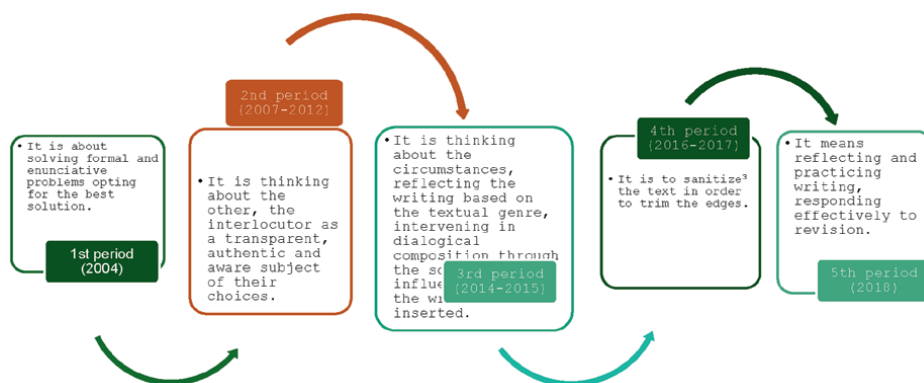 • It is about
solving formal and
enunciative
problems opting
for the best
solution.
1st period
(2004)
2nd period
(2007-2012)
• It is thinking
about the
other, the
interlocutor as
a transparent,
authentic and
aware subject
of their
choices.
• It is thinking
about the
circumstances,
reflecting the
writing based on
the textual genre,
intervening in
dialogical
composition through
the
the
inserted.
3rd period
(2014-2015)
4th period
(2016-2017)
• It is to sanitize³
the text in order
to trim the edges.
• It means
reflecting and
practicing
writing,
responding
effectively to
revision.
5th period
(2018)